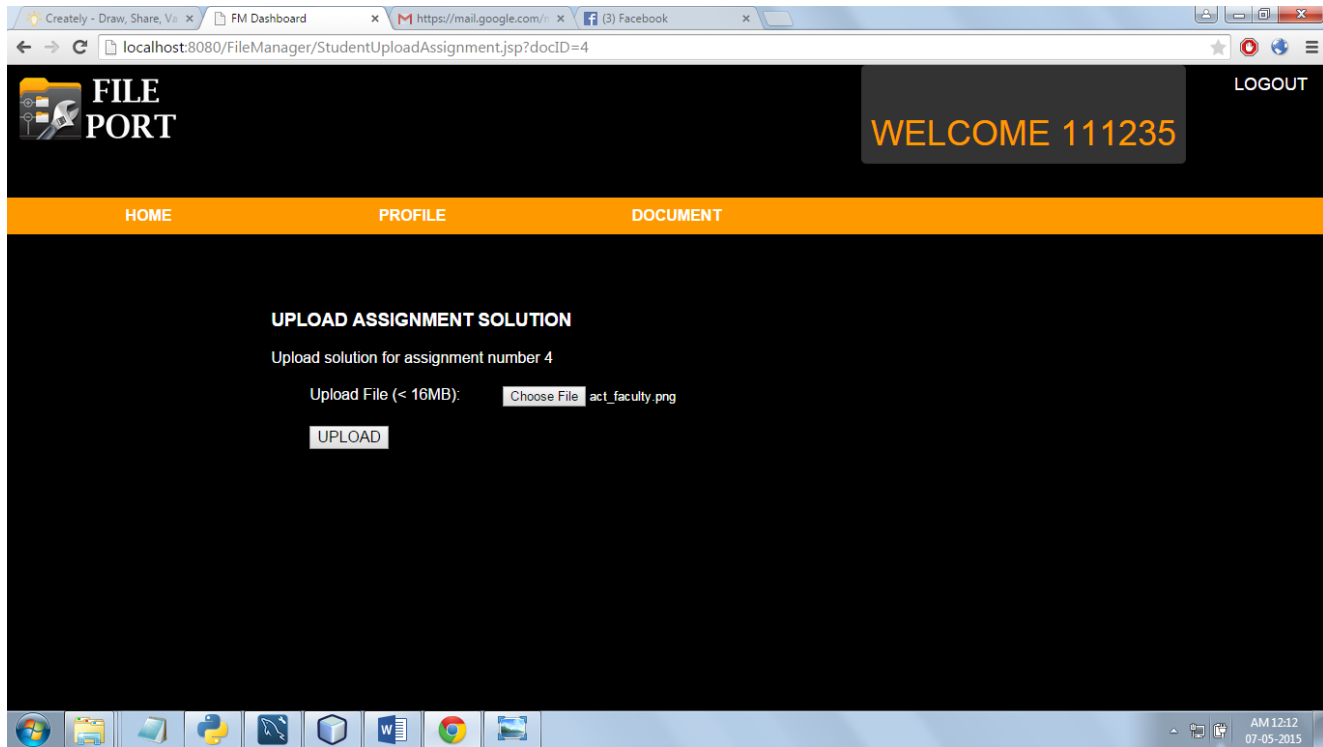 Creately - Draw, Share, Va
FM Dashboard
https://mail.google.com/n
(3) Facebook
localhost:8080/FileManager/StudentUploadAssignment.jsp?docID=4
FILE
PORT
WELCOME 111235
LOGOUT
HOME
PROFILE
DOCUMENT
UPLOAD ASSIGNMENT SOLUTION
Upload solution for assignment number 4
Upload File (< 16MB):
Choose File
act_faculty.png
UPLOAD
AM 12:12
07-05-2015